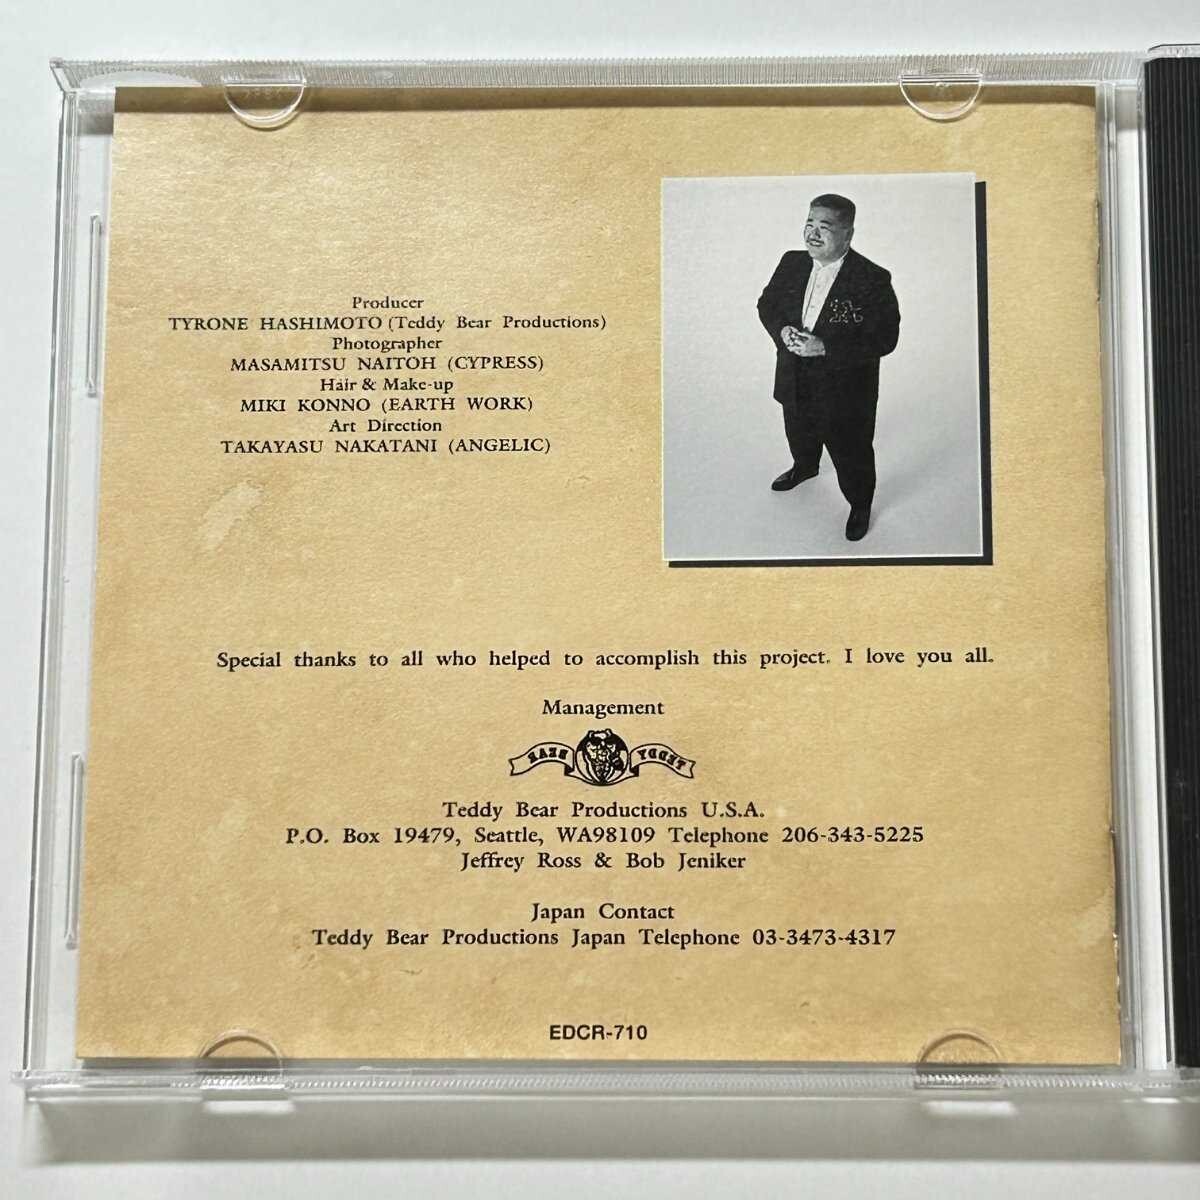 Producer
TYRONE HASHIMOTO (Teddy Bear Productions)
Photographer
MASAMITSU NAITOH (CYPRESS)
Hair & Make-up
MIKI KONNO (EARTH WORK)
Art Direction
TAKAYASU NAKATANI (ANGELIC)
Special thanks to all who helped to accomplish this project. I love you all.
Management
TEDDY BEAR
Teddy Bear Productions U.S.A.
P.O. Box 19479, Seattle, WA98109 Telephone 206-343-5225
Jeffrey Ross & Bob Jeniker
Japan Contact
Teddy Bear Productions Japan Telephone 03-3473-4317
EDCR-710